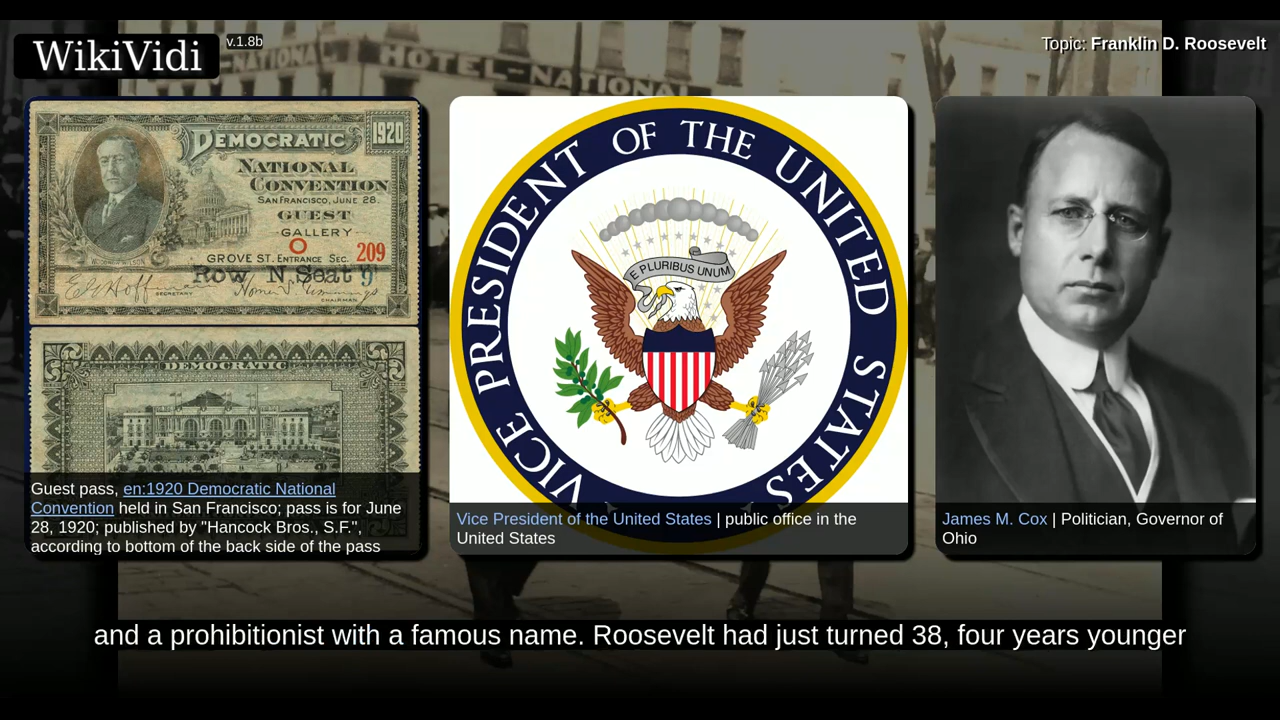 WikiVidi
v.1.8b
Topic: Franklin D. Roosevelt
HOTEL-NATIONAL
DEMOCRATIC
1920
NATIONAL
CONVENTION
SAN FRANCISCO, JUNE 28.
GUEST
GALLERY
O
GROVE ST. ENTRANCE SEC. 209
Row N Seat 9
SECRETARY
CHAIRMAN
DEMOCRATIC
Guest pass, en:1920 Democratic National
Convention held in San Francisco; pass is for June
28, 1920; published by "Hancock Bros., S.F.",
according to bottom of the back side of the pass
VICE PRESIDENT OF THE UNITED STATES
E PLURIBUS UNUM
Vice President of the United States | public office in the
United States
James M. Cox | Politician, Governor of
Ohio
and a prohibitionist with a famous name. Roosevelt had just turned 38, four years younger